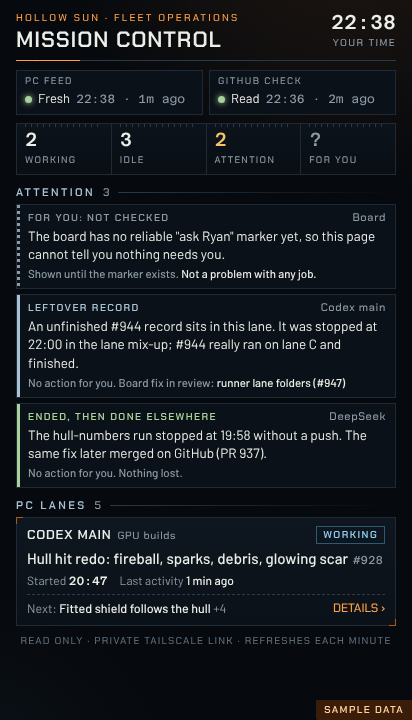 HOLLOW SUN · FLEET OPERATIONS
MISSION CONTROL
22:38
YOUR TIME
PC FEED
Fresh 22:38 · 1m ago
GITHUB CHECK
Read 22:36 · 2m ago
2
WORKING
3
IDLE
2
ATTENTION
?
FOR YOU
ATTENTION 3
FOR YOU: NOT CHECKED Board
The board has no reliable "ask Ryan" marker yet, so this page
cannot tell you nothing needs you.
Shown until the marker exists. Not a problem with any job.
LEFTOVER RECORD Codex main
An unfinished #944 record sits in this lane. It was stopped at
22:00 in the lane mix-up; #944 really ran on lane C and
finished.
No action for you. Board fix in review: runner lane folders (#947)
ENDED, THEN DONE ELSEWHERE DeepSeek
The hull-numbers run stopped at 19:58 without a push. The
same fix later merged on GitHub (PR 937).
No action for you. Nothing lost.
PC LANES 5
CODEX MAIN GPU builds WORKING
Hull hit redo: fireball, sparks, debris, glowing scar #928
Started 20:47 Last activity 1 min ago
Next: Fitted shield follows the hull +4 DETAILS ›
READ ONLY · PRIVATE TAILSCALE LINK · REFRESHES EACH MINUTE
SAMPLE DATA